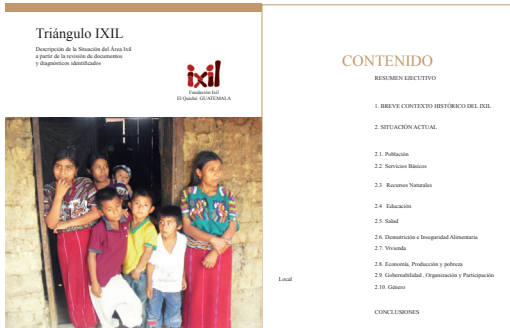 Triángulo IXIL
Descripción de la Situación del Área Ixil
a partir de la revisión de documentos
y diagnósticos identificados
ixil
Fundación Ixil
El Quiché. GUATEMALA
CONTENIDO
RESUMEN EJECUTIVO
1. BREVE CONTEXTO HISTÓRICO DEL IXIL
2. SITUACIÓN ACTUAL
2.1. Población
2.2. Servicios Básicos
2.3 Recursos Naturales
2.4 Educación
2.5. Salud
2.6. Desnutrición e Inseguridad Alimentaria
2.7. Vivienda
2.8. Economía, Producción y pobreza
2.9. Gobernabilidad , Organización y Participación
Local
2.10. Género
CONCLUSIONES